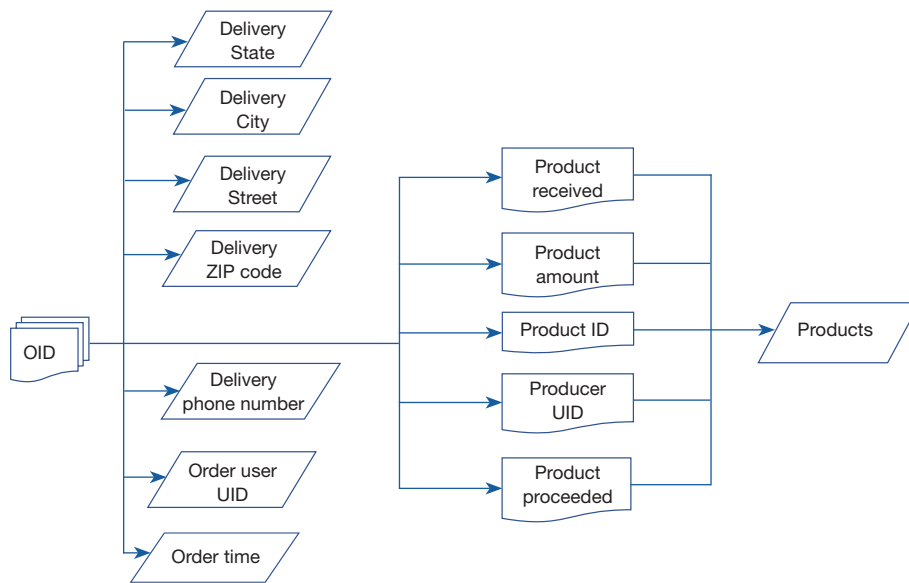 Delivery
State
Delivery
City
Delivery
Street
Delivery
ZIP code
OID
Delivery
phone number
Order user
UID
Order time
Product
received
Product
amount
Product ID
Producer
UID
Product
proceeded
Products